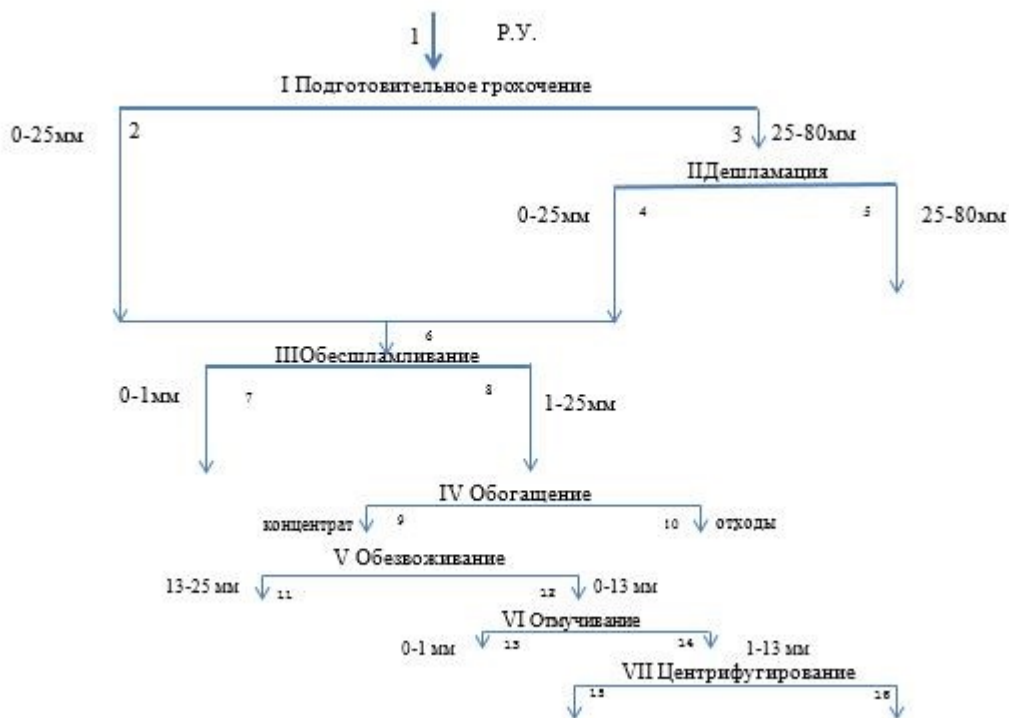 1 Р.У.
I Подготовительное грохочение
0-25мм 2 3 25-80мм
IIДешламация
0-25мм 4 5 25-80мм
6
IIIОбесшламливание
0-1мм 7 8 1-25мм
IV Обогащение
концентрат 9 10 отходы
V Обезвоживание
13-25 мм 11 12 0-13 мм
VI Отмучивание
0-1 мм 13 14 1-13 мм
VII Центрифугирование
15 16